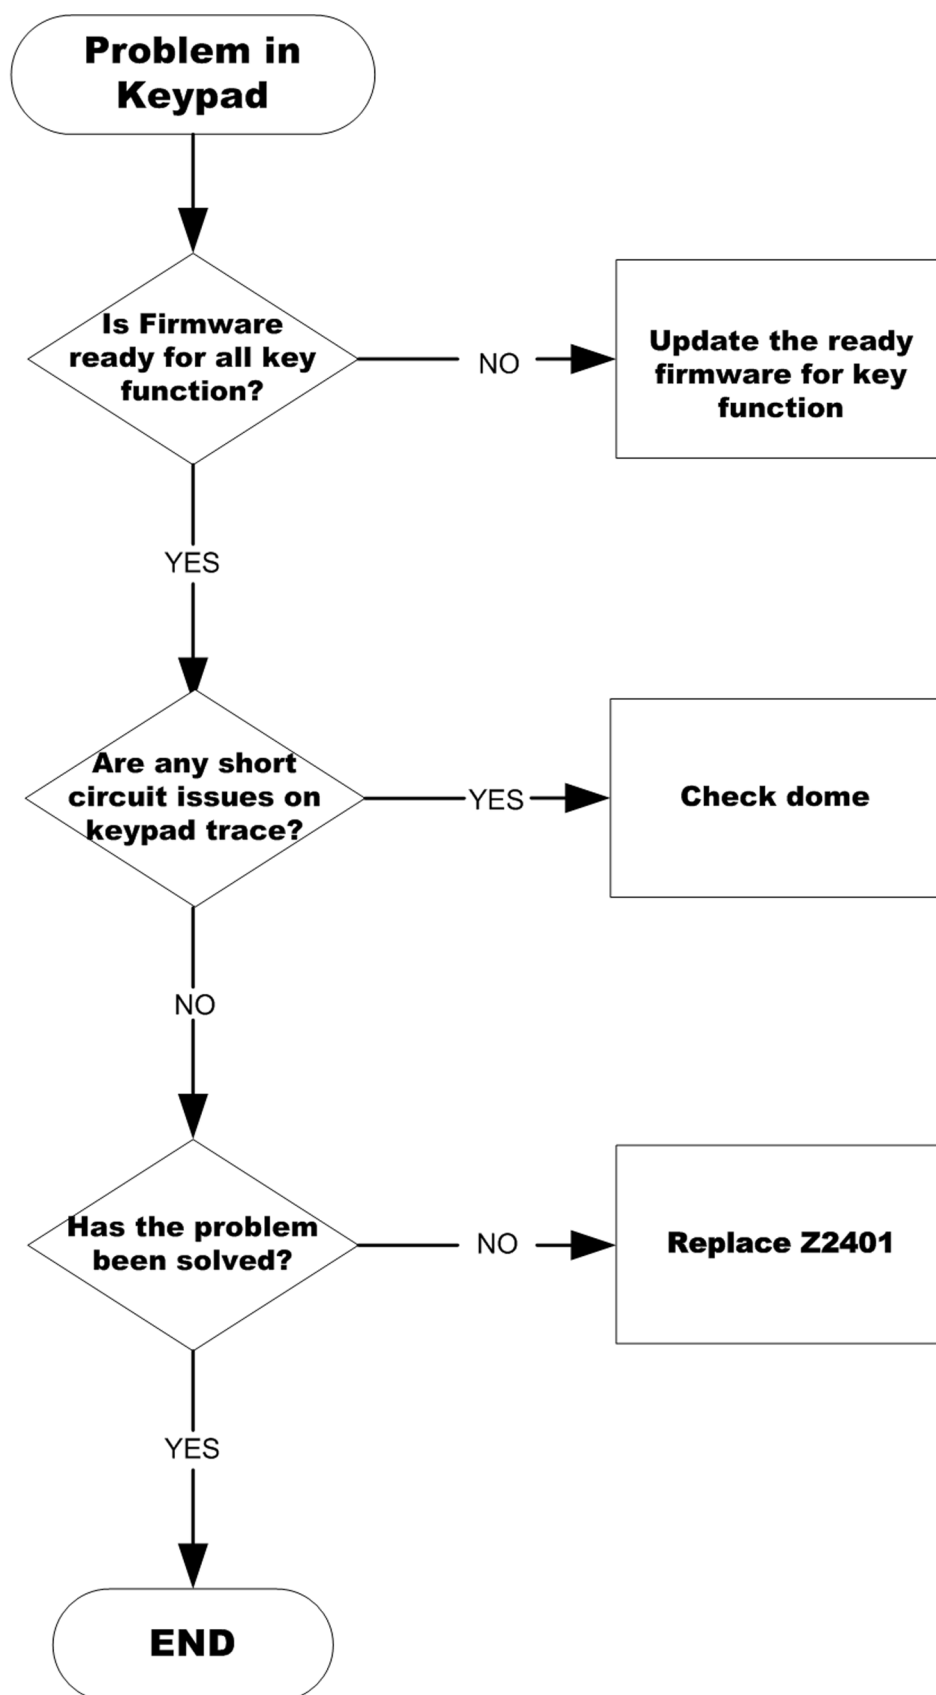 Problem in
Keypad
Is Firmware
ready for all key
function?
NO
Update the ready
firmware for key
function
YES
Are any short
circuit issues on
keypad trace?
YES
Check dome
NO
Has the problem
been solved?
NO
Replace Z2401
YES
END